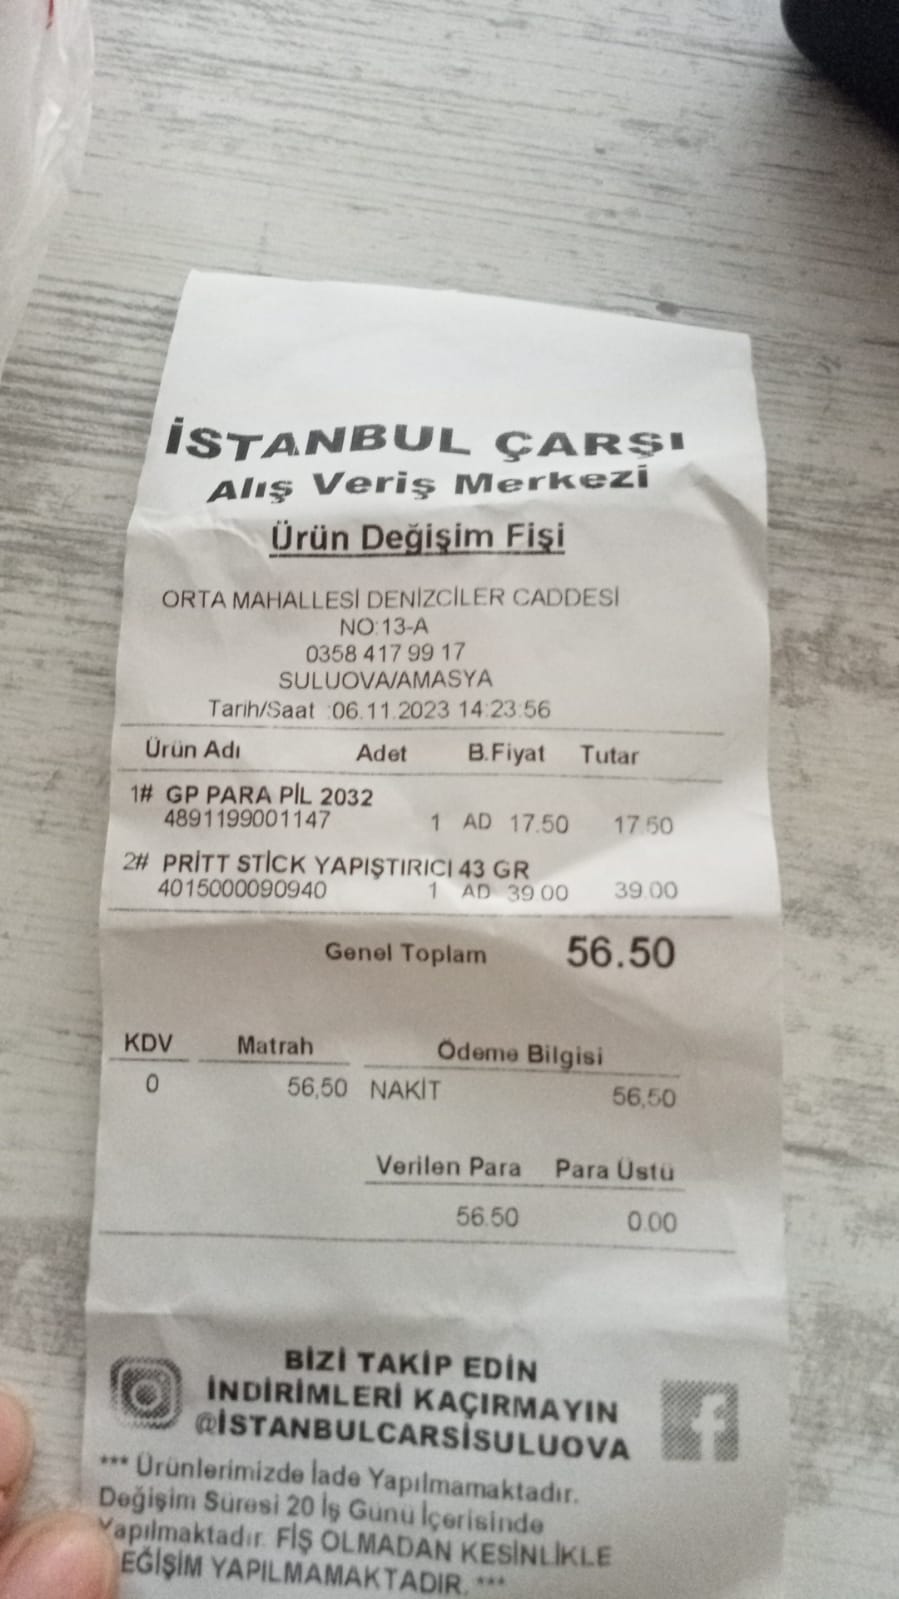 İSTANBUL ÇARŞI
Alış Veriş Merkezi
Ürün Değişim Fişi
ORTA MAHALLESİ DENİZCİLER CADDESİ
NO:13-A
0358 417 99 17
SULUOVA/AMASYA
Tarih/Saat :06.11.2023 14:23:56
Ürün Adı Adet B.Fiyat Tutar
1# GP PARA PİL 2032
4891199001147 1 AD 17.50 17.50
2# PRİTT STİCK YAPIŞTIRICI 43 GR
4015000090940 1 AD 39.00 39.00
Genel Toplam 56.50
KDV Matrah Ödeme Bilgisi
0 56,50 NAKİT 56,50
Verilen Para Para Üstü
56.50 0.00
BİZİ TAKİP EDİN
İNDİRİMLERİ KAÇIRMAYIN
@İSTANBULCARSİSULUOVA
*** Ürünlerimizde İade Yapılmamaktadır.
Değişim Süresi 20 İş Günü İçerisinde
Yapılmaktadır. FİŞ OLMADAN KESİNLİKLE
EĞİŞİM YAPILMAMAKTADIR. ***